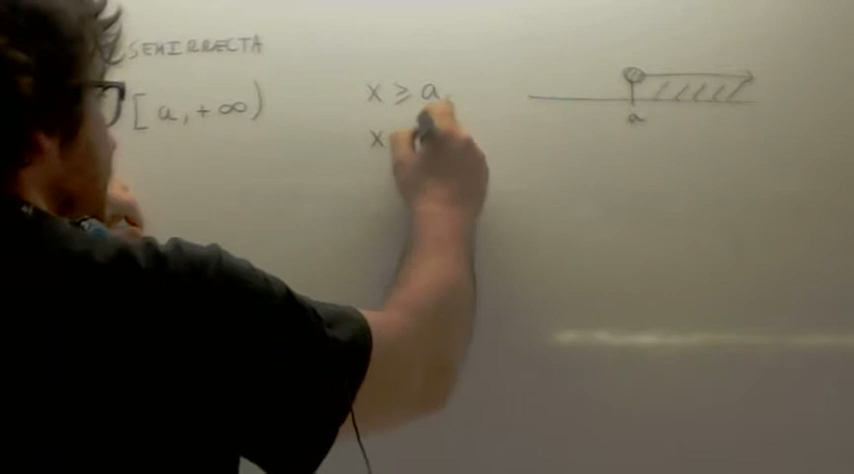 SEMIRRECTA
[a, +∞)
x ≥ a
x
a